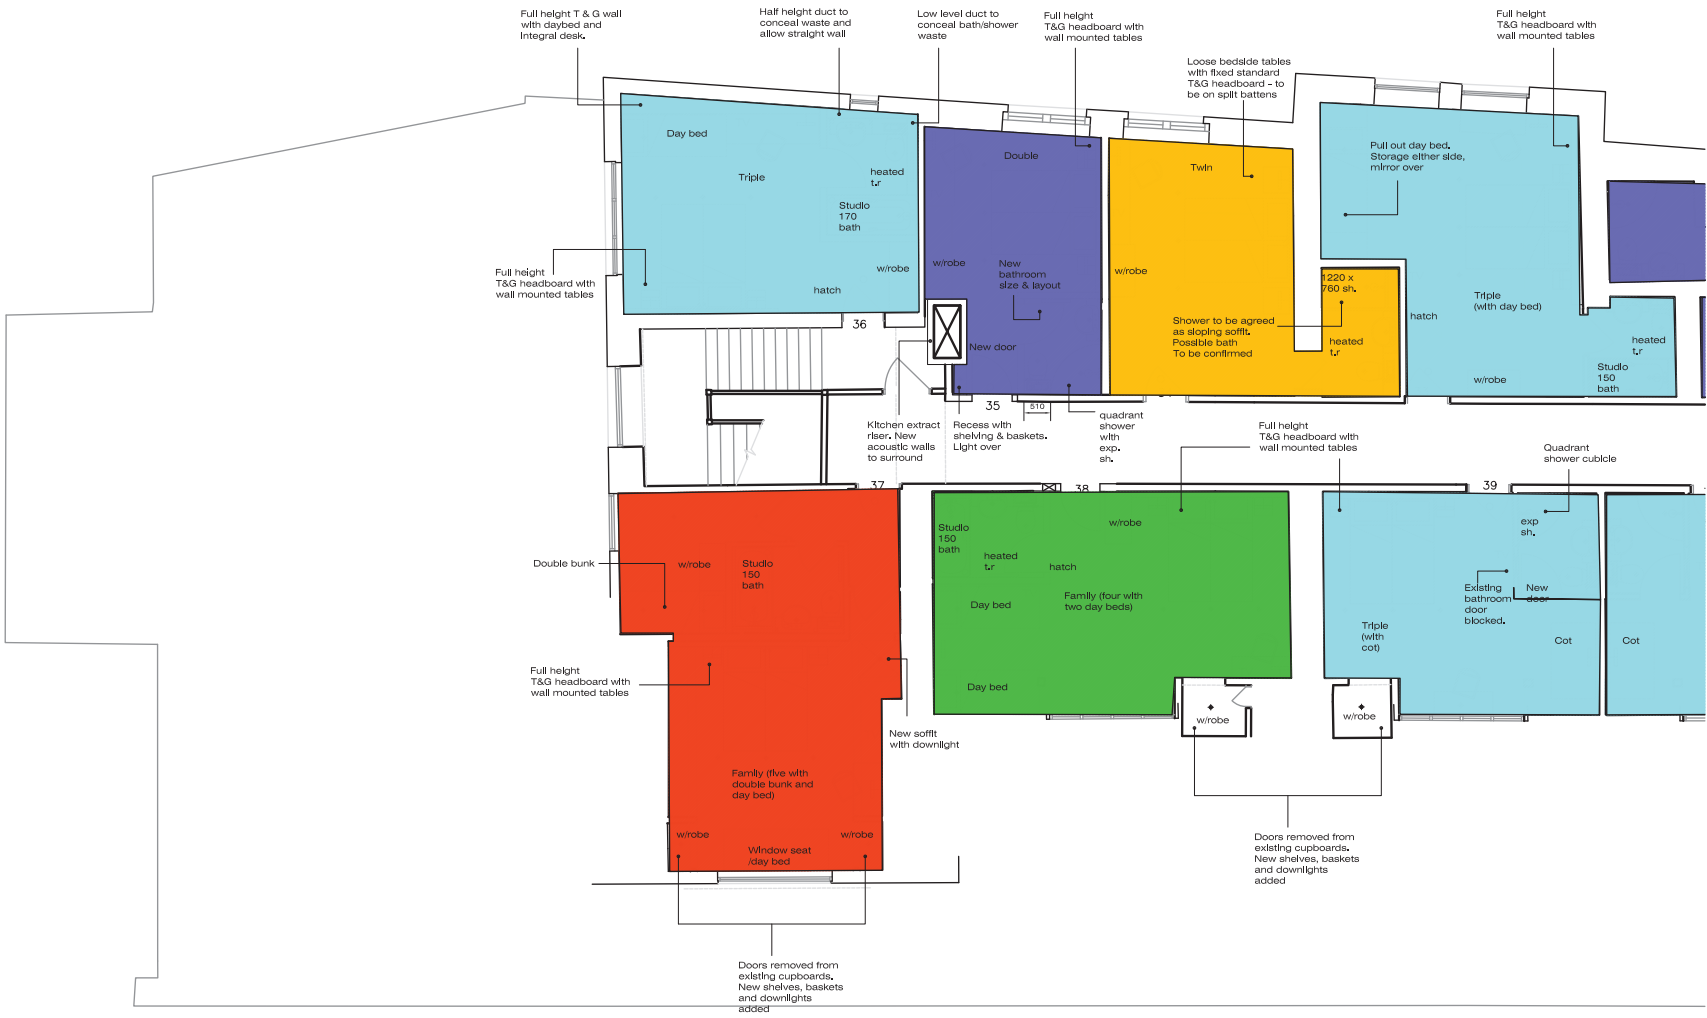 Full height T & G wall
with daybed and
integral desk.
Half height duct to
conceal waste and
allow straight wall
Low level duct to
conceal bath/shower
waste
Full height
T&G headboard with
wall mounted tables
Loose bedside tables
with fixed standard
T&G headboard - to
be on split battens
Full height
T&G headboard with
wall mounted tables
Day bed
Triple
heated
t.r
Studio
170
bath
w/robe
hatch
36
Full height
T&G headboard with
wall mounted tables
Double
w/robe
New
bathroom
size & layout
New door
35
510
Twin
w/robe
Shower to be agreed
as sloping soffit.
Possible bath
To be confirmed
1220 x
760 sh.
heated
t.r
Pull out day bed.
Storage either side,
mirror over
Triple
(with day bed)
hatch
w/robe
heated
t.r
Studio
150
bath
Kitchen extract
riser. New
acoustic walls
to surround
Recess with
shelving & baskets.
Light over
quadrant
shower
with
exp.
sh.
Full height
T&G headboard with
wall mounted tables
Quadrant
shower cubicle
37
38
39
Double bunk
w/robe
Studio
150
bath
Full height
T&G headboard with
wall mounted tables
New soffit
with downlight
Family (five with
double bunk and
day bed)
w/robe
w/robe
Window seat
/day bed
Doors removed from
existing cupboards.
New shelves, baskets
and downlights
added
Studio
150
bath
heated
t.r
w/robe
hatch
Day bed
Family (four with
two day beds)
Day bed
w/robe
w/robe
Doors removed from
existing cupboards.
New shelves, baskets
and downlights
added
exp
sh.
Existing
bathroom
door
blocked.
New
door
Triple
(with
cot)
Cot
Cot